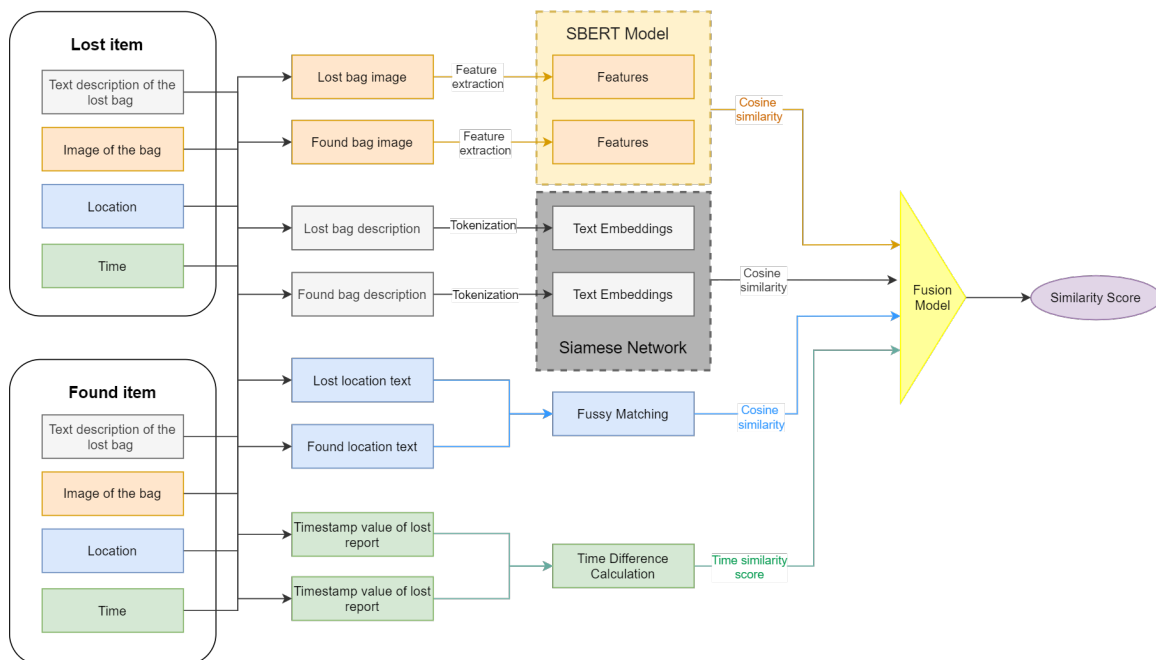 Lost item
Text description of the
lost bag
Image of the bag
Location
Time
Found item
Text description of the
lost bag
Image of the bag
Location
Time
Lost bag image
Feature
extraction
Found bag image
Feature
extraction
Lost bag description
Tokenization
Found bag description
Tokenization
Lost location text
Found location text
Timestamp value of lost
report
Timestamp value of lost
report
SBERT Model
Features
Features
Text Embeddings
Text Embeddings
Siamese Network
Fussy Matching
Time Difference
Calculation
Cosine
similarity
Cosine
similarity
Cosine
similarity
Time similarity
score
Fusion
Model
Similarity Score